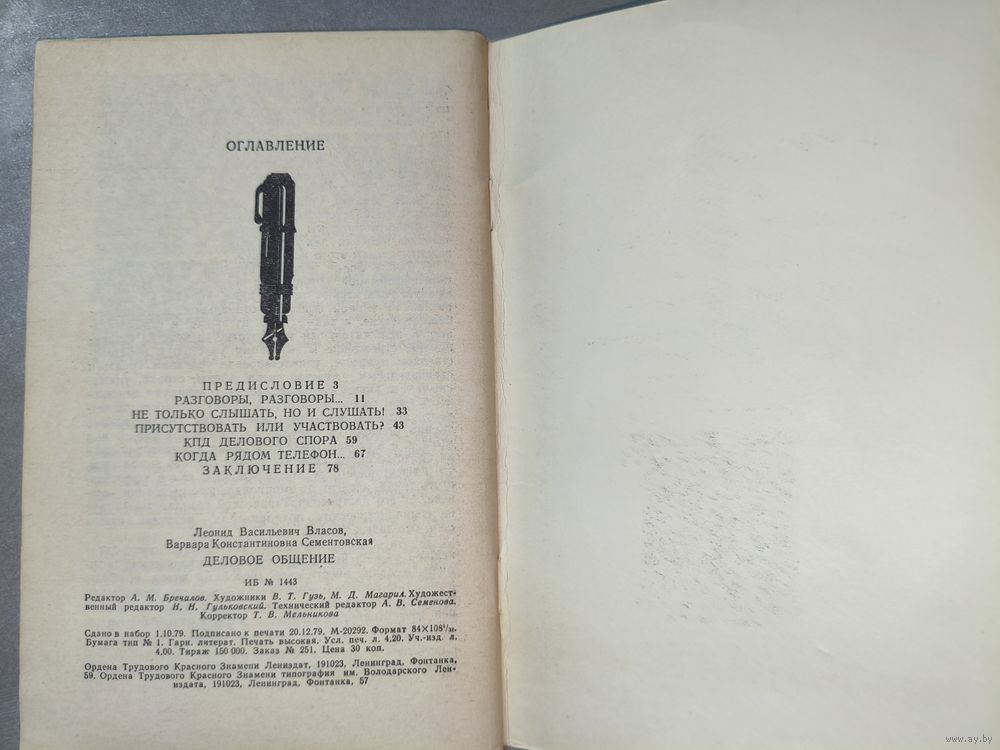 ОГЛАВЛЕНИЕ
ПРЕДИСЛОВИЕ 3
РАЗГОВОРЫ, РАЗГОВОРЫ... 11
НЕ ТОЛЬКО СЛЫШАТЬ, НО И СЛУШАТЬ! 33
ПРИСУТСТВОВАТЬ ИЛИ УЧАСТВОВАТЬ? 43
КПД ДЕЛОВОГО СПОРА 59
КОГДА РЯДОМ ТЕЛЕФОН... 67
ЗАКЛЮЧЕНИЕ 78
Леонид Васильевич Власов,
Варвара Константиновна Сементовская
ДЕЛОВОЕ ОБЩЕНИЕ
ИБ № 1443
Редактор А. М. Бречалов. Художники В. Т. Гузь, М. Д. Магарил. Художест-
венный редактор Н. Н. Гульковский. Технический редактор А. В. Семенова.
Корректор Т. В. Мельникова
Сдано в набор 1.10.79. Подписано к печати 20.12.79. М-20292. Формат 84×108¹/₃₂.
Бумага тип № 1. Гарн. литерат. Печать высокая. Усл. печ. л. 4,20. Уч.-изд. л.
4,00. Тираж 150 000. Заказ № 251. Цена 30 коп.
Ордена Трудового Красного Знамени Лениздат, 191023, Ленинград, Фонтанка,
59. Ордена Трудового Красного Знамени типография им. Володарского Лен-
издата, 191023, Ленинград, Фонтанка, 57
www.ay.by